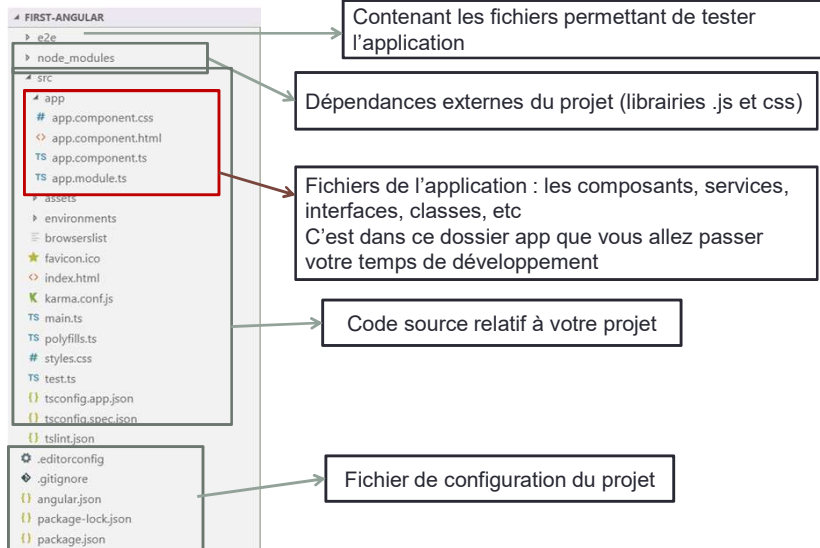 FIRST-ANGULAR
e2e
node_modules
src
app
app.component.css
app.component.html
TS app.component.ts
TS app.module.ts
assets
environments
browserslist
favicon.ico
index.html
karma.conf.js
TS main.ts
TS polyfills.ts
styles.css
TS test.ts
tsconfig.app.json
tsconfig.spec.json
tslint.json
.editorconfig
.gitignore
angular.json
package-lock.json
package.json
Contenant les fichiers permettant de tester
l’application
Dépendances externes du projet (librairies .js et css)
Fichiers de l’application : les composants, services,
interfaces, classes, etc
C’est dans ce dossier app que vous allez passer
votre temps de développement
Code source relatif à votre projet
Fichier de configuration du projet